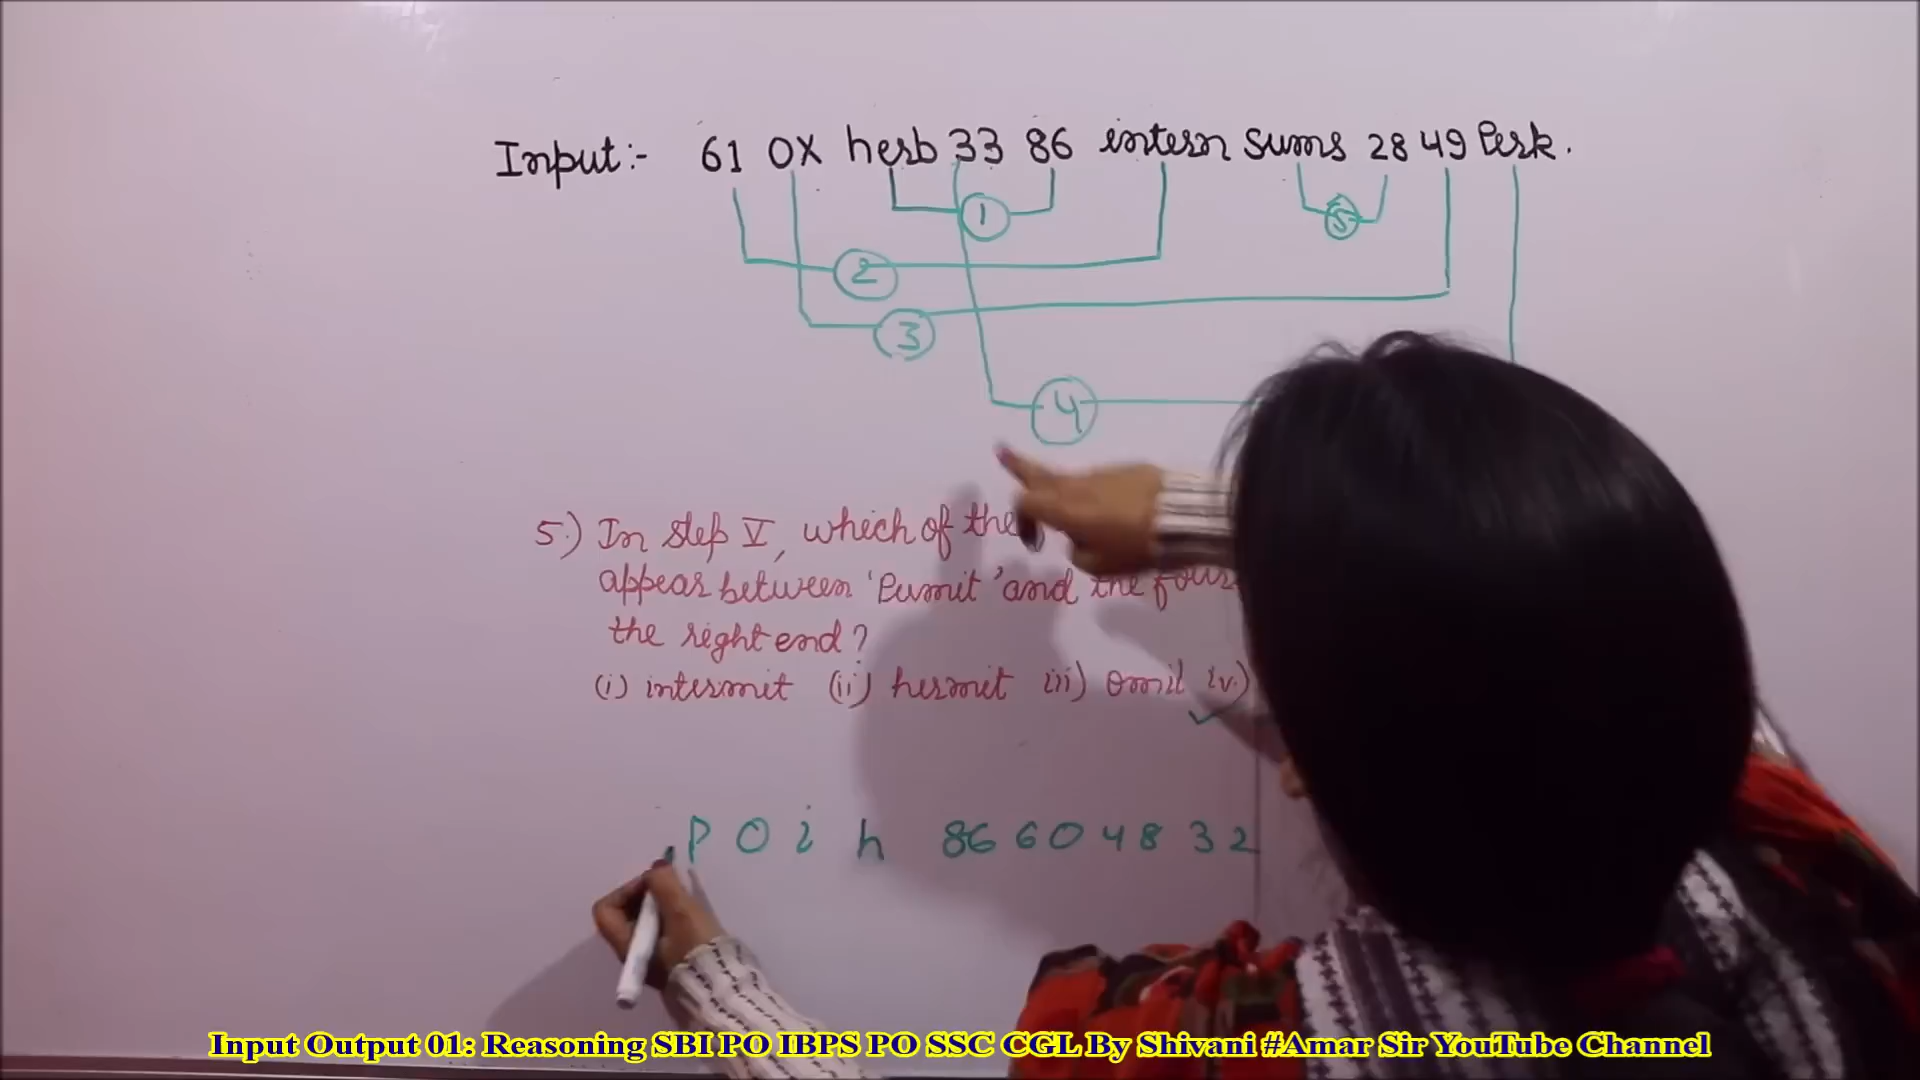 Input:- 61 OX herb 33 86 intern sums 28 49 Perk.
1
5
2
3
4
5.) In step V, which of the
appear between 'Pumit' and the four
the right end?
(i) intermit (ii) hermit iii) omit iv.)
P O i h 86 60 48 32
Input Output 01: Reasoning SBI PO IBPS PO SSC CGL By Shivani #Amar Sir YouTube Channel